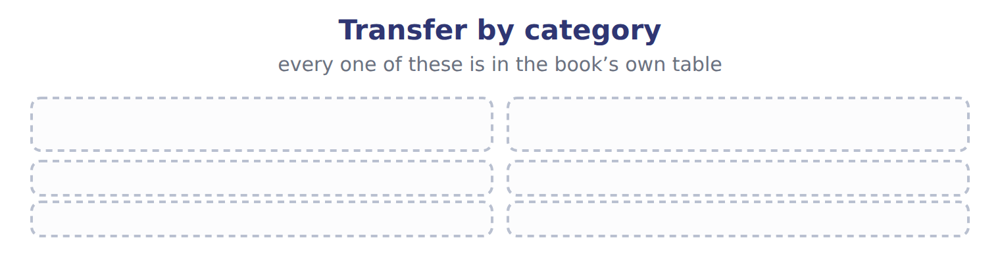 Transfer by category
every one of these is in the book’s own table